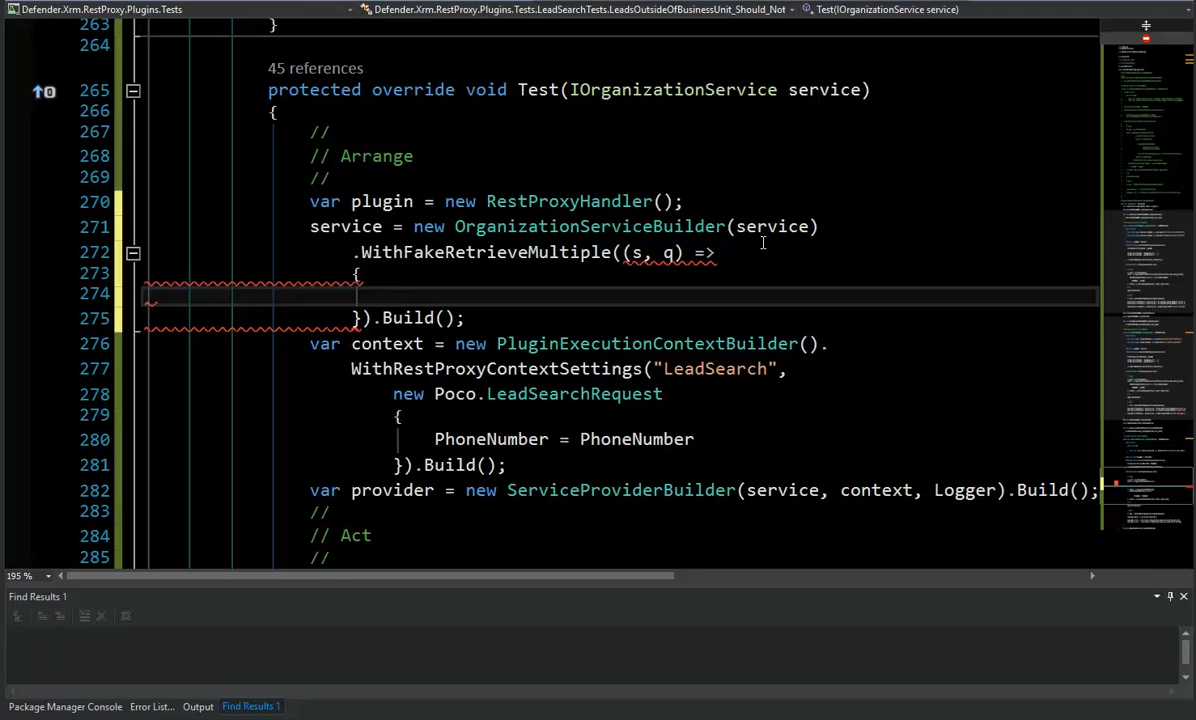 Defender.Xrm.RestProxy.Plugins.Tests Defender.Xrm.RestProxy.Plugins.Tests.LeadSearchTests.LeadsOutsideOfBusinessUnit_Should_Not Test(IOrganizationService service)
263 }
264
45 references
265 protected override void Test(IOrganizationService service)
266 {
267 //
268 // Arrange
269 //
270 var plugin = new RestProxyHandler();
271 service = new OrganizationServiceBuilder(service)
272 .WithFakeRetrieveMultiple((s, q) =>
273 {
274
275 }).Build();
276 var context = new PluginExecutionContextBuilder().
277 WithRestProxyContextSettings("LeadSearch",
278 new Poco.LeadSearchRequest
279 {
280 PhoneNumber = PhoneNumber
281 }).Build();
282 var provider = new ServiceProviderBuilder(service, context, Logger).Build();
283 //
284 // Act
285 //
195 %
Find Results 1
Package Manager Console Error List... Output Find Results 1